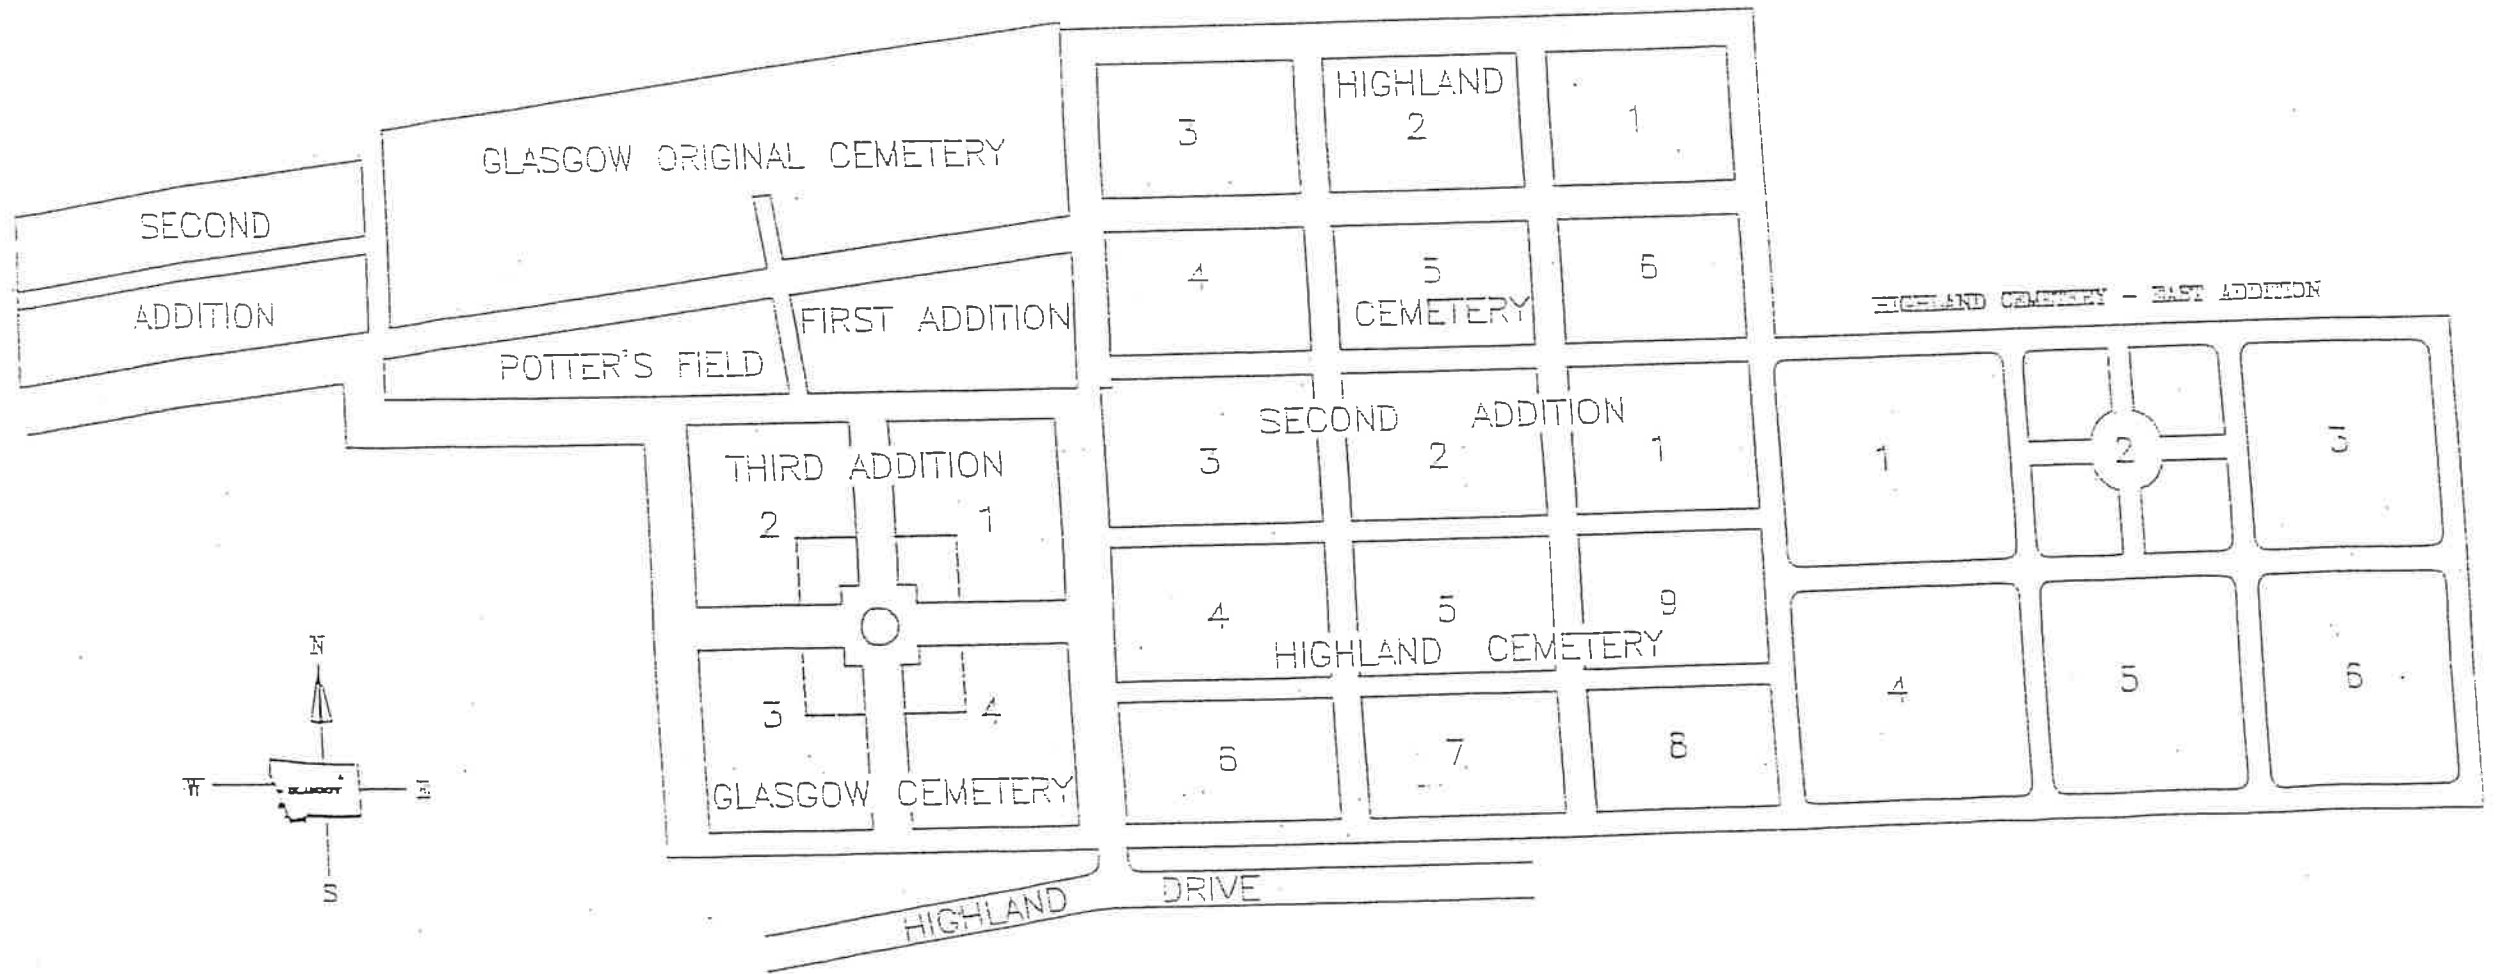 HIGHLAND
3
2
1
GLASGOW ORIGINAL CEMETERY
SECOND
ADDITION
4
5
6
CEMETERY
HIGHLAND CEMETERY - EAST ADDITION
FIRST ADDITION
POTTER'S FIELD
SECOND ADDITION
3
2
1
1
2
3
THIRD ADDITION
2
1
4
5
9
HIGHLAND CEMETERY
3
4
4
5
6
6
7
8
GLASGOW CEMETERY
N
W
GLASGOW
E
S
HIGHLAND DRIVE